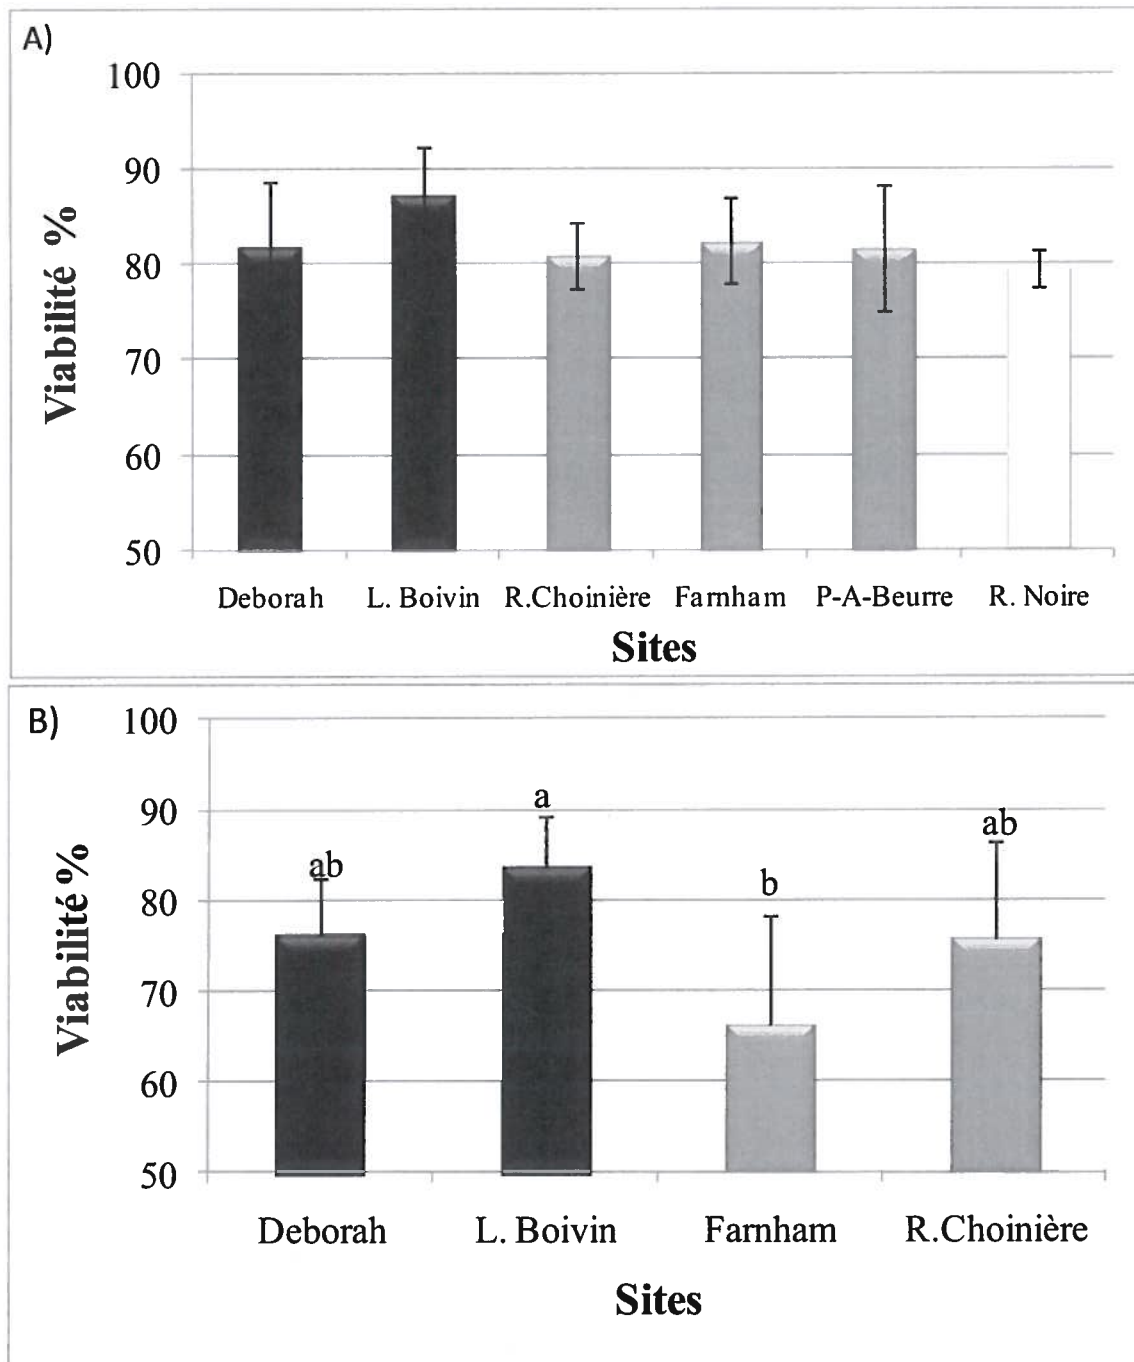 A)
100
90
80
70
60
50
Viabilité %
Deborah L. Boivin R.Choinière Farnham P-A-Beurre R. Noire
Sites
B)
100
90
80
70
60
50
Viabilité %
ab a b ab
Deborah L. Boivin Farnham R.Choinière
Sites